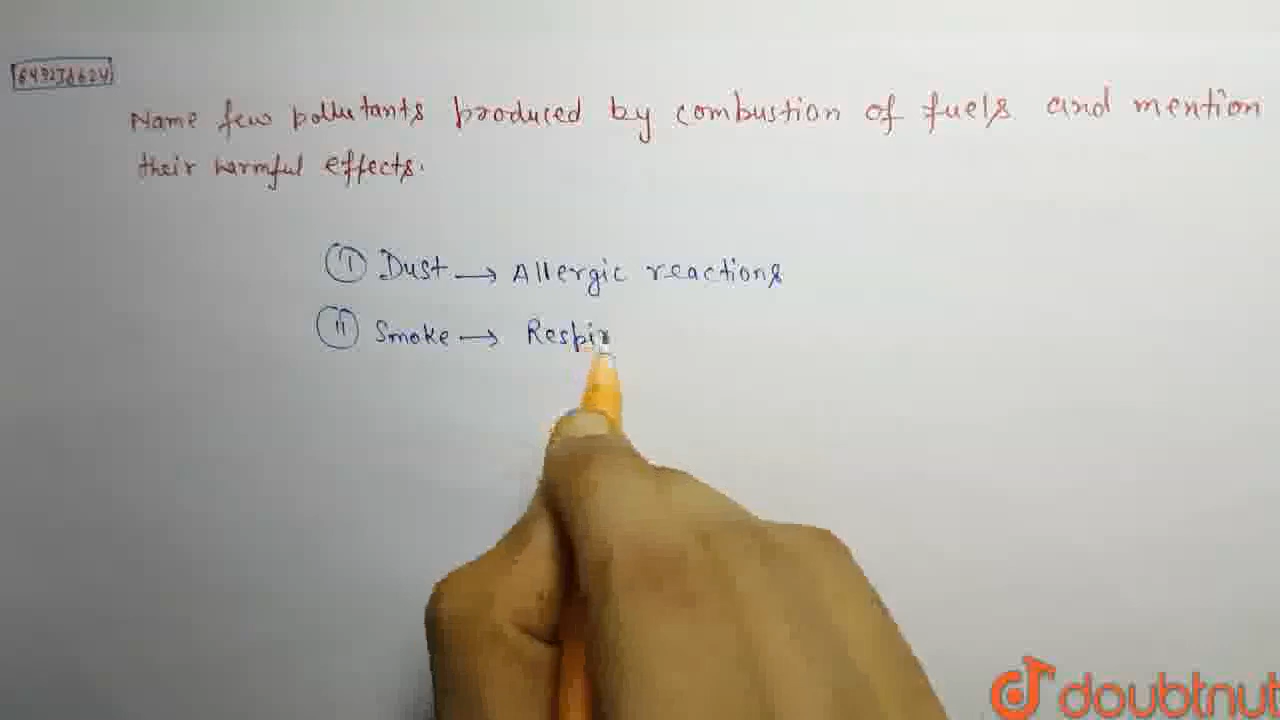 649238624
Name few pollutants produced by combustion of fuels and mention
their harmful effects.
I Dust → Allergic reactions
II Smoke → Respir
doubtnut